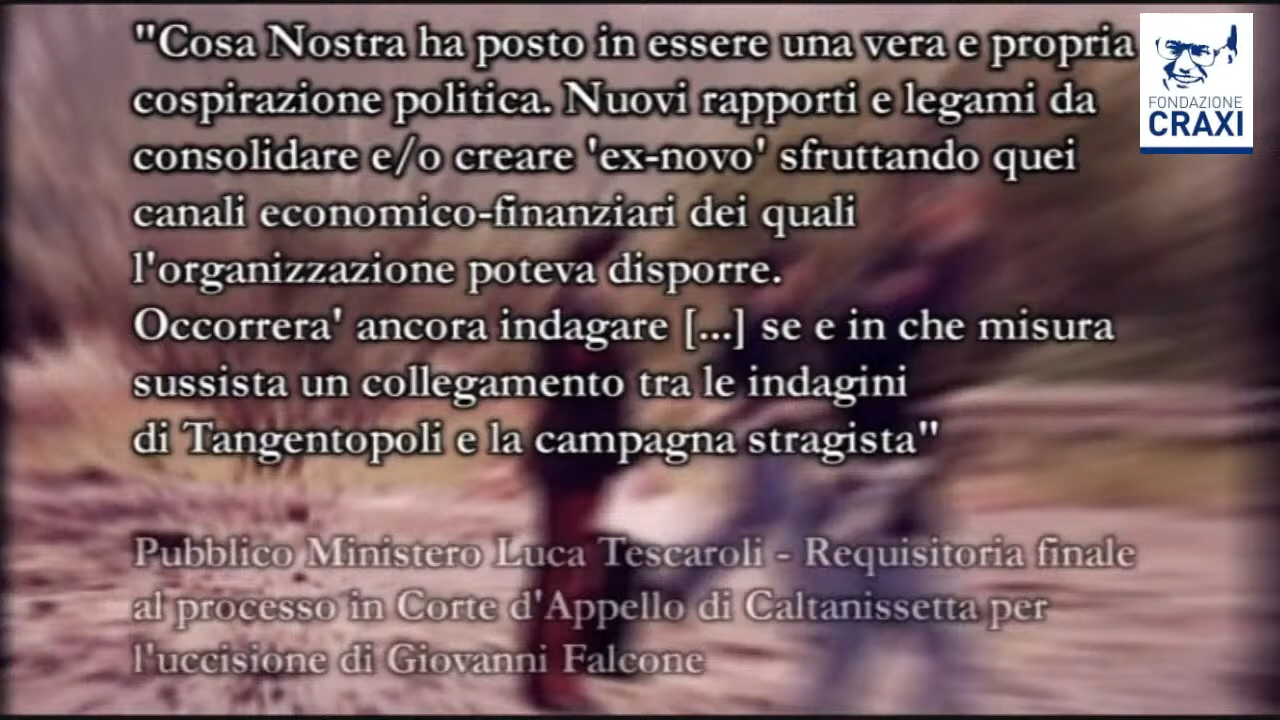 "Cosa Nostra ha posto in essere una vera e propria
cospirazione politica. Nuovi rapporti e legami da
consolidare e/o creare 'ex-novo' sfruttando quei
canali economico-finanziari dei quali
l'organizzazione poteva disporre.
Occorrera' ancora indagare [...] se e in che misura
sussista un collegamento tra le indagini
di Tangentopoli e la campagna stragista"
Pubblico Ministero Luca Tescaroli - Requisitoria finale
al processo in Corte d'Appello di Caltanissetta per
l'uccisione di Giovanni Falcone
FONDAZIONE
CRAXI